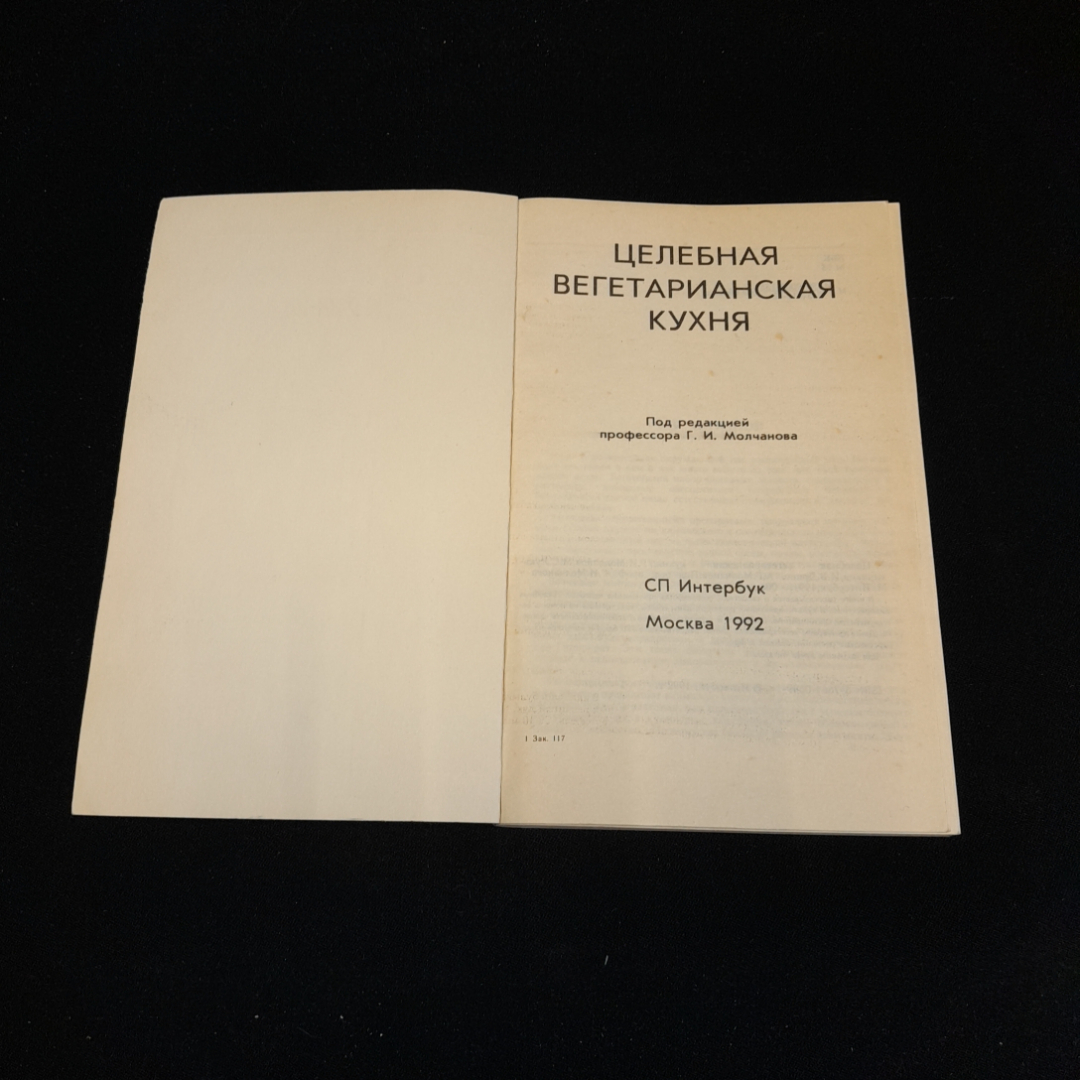 ЦЕЛЕБНАЯ
ВЕГЕТАРИАНСКАЯ
КУХНЯ
Под редакцией
профессора Г. И. Молчанова
СП Интербук
Москва 1992
1 Зак. 117